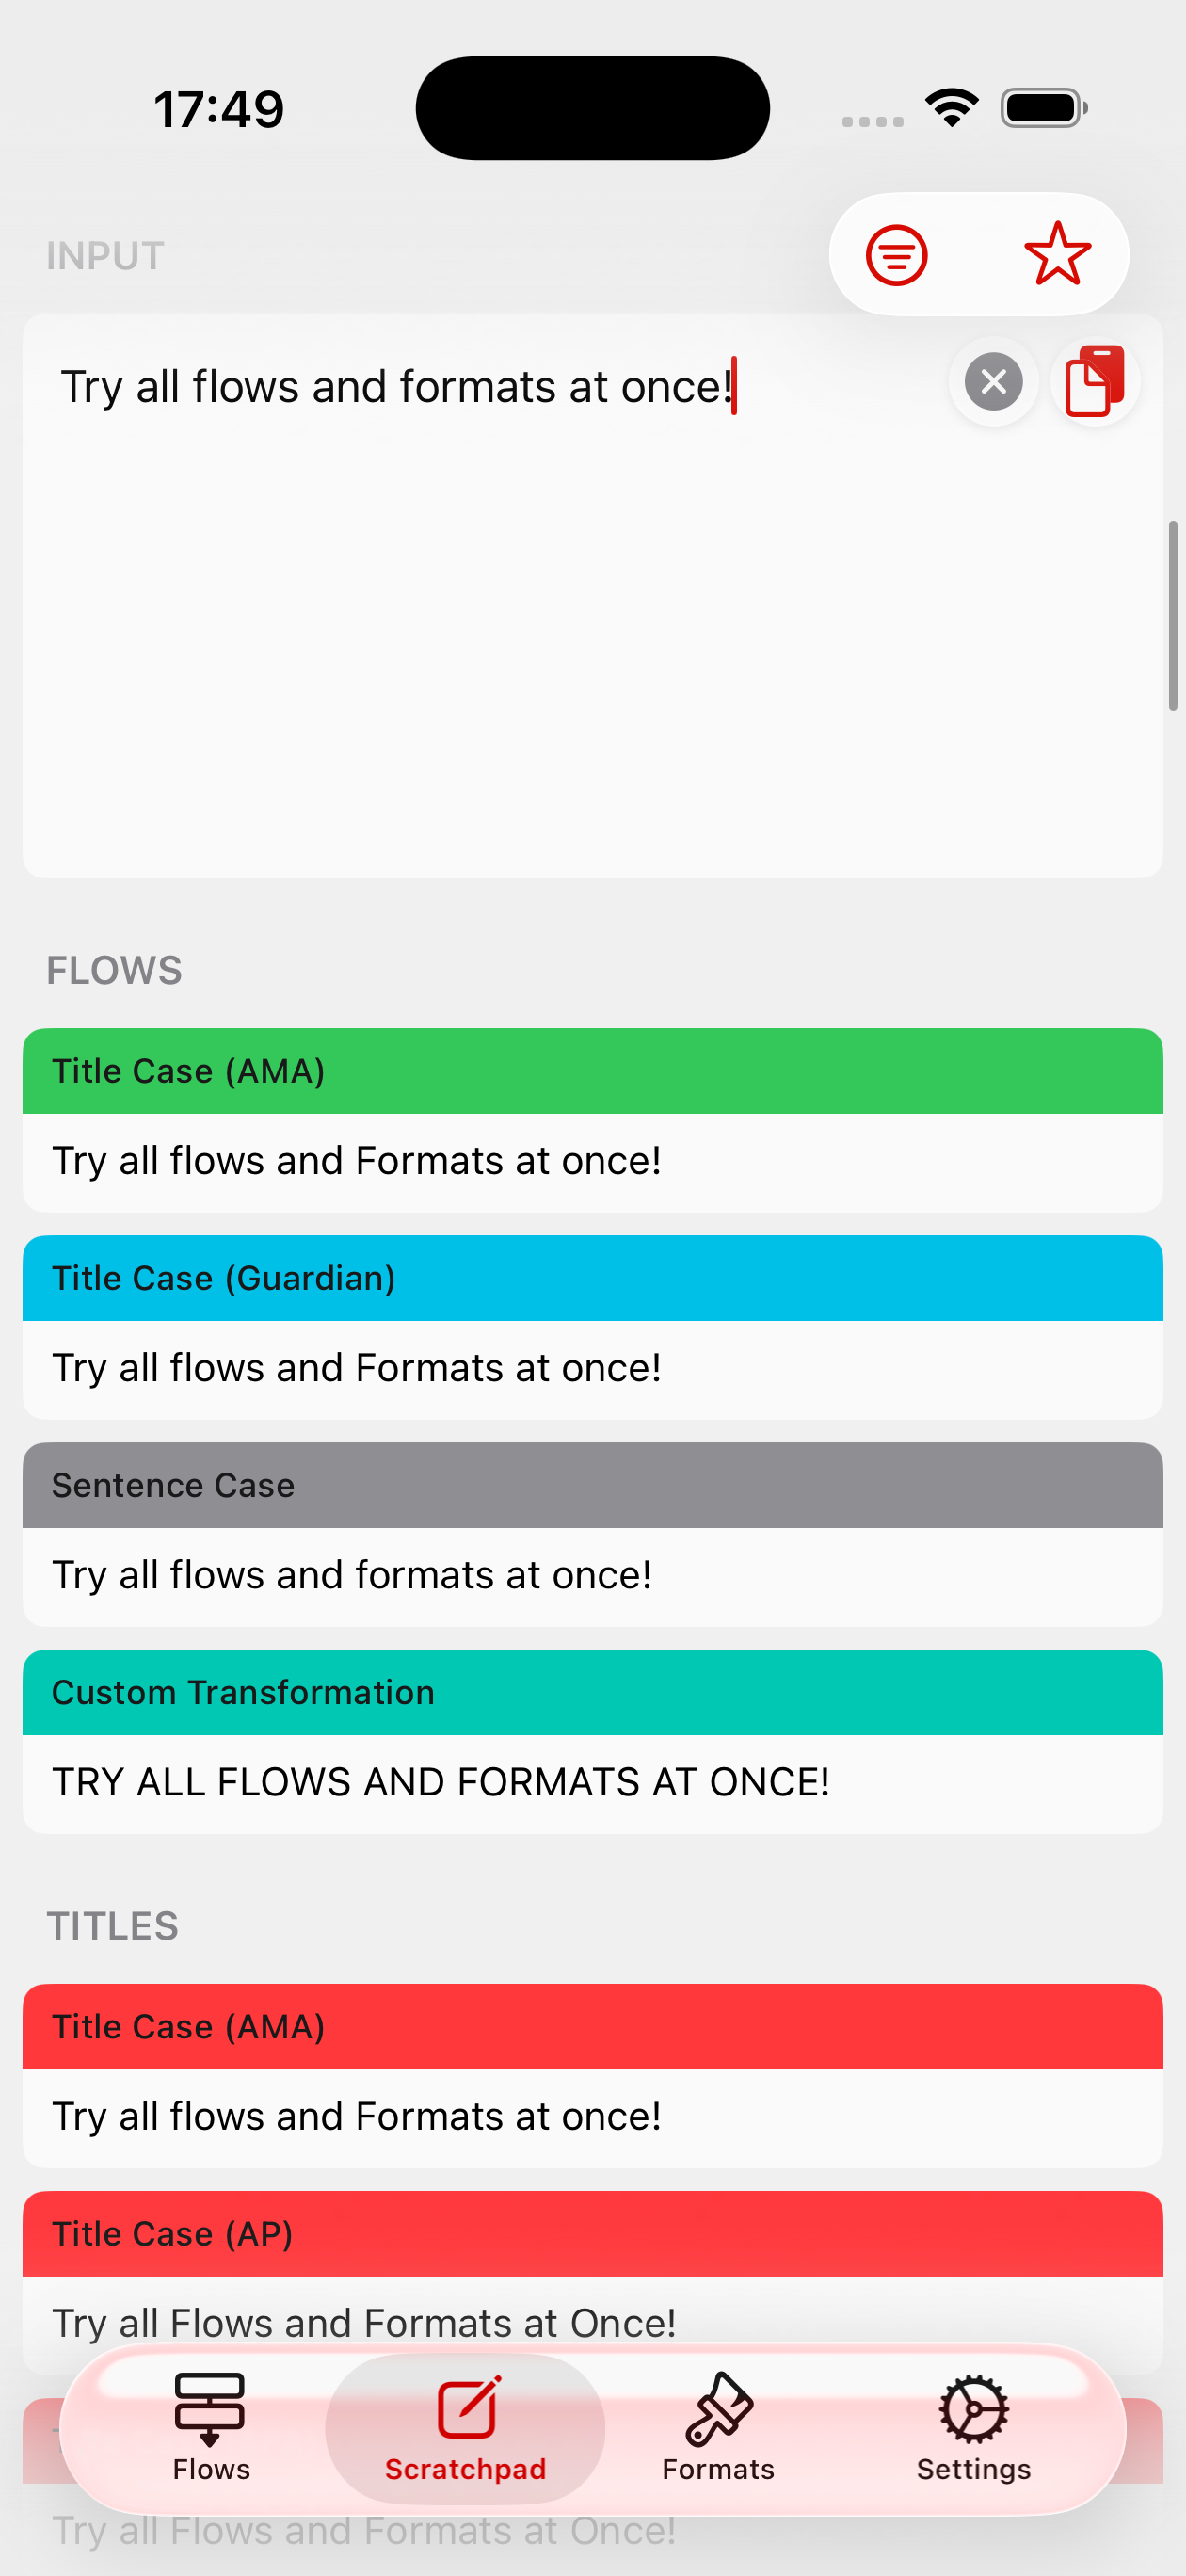 17:49
INPUT
Try all flows and formats at once!
FLOWS
Title Case (AMA)
Try all flows and Formats at once!
Title Case (Guardian)
Try all flows and Formats at once!
Sentence Case
Try all flows and formats at once!
Custom Transformation
TRY ALL FLOWS AND FORMATS AT ONCE!
TITLES
Title Case (AMA)
Try all flows and Formats at once!
Title Case (AP)
Try all Flows and Formats at Once!
Flows
Scratchpad
Formats
Settings
Try all Flows and Formats at Once!